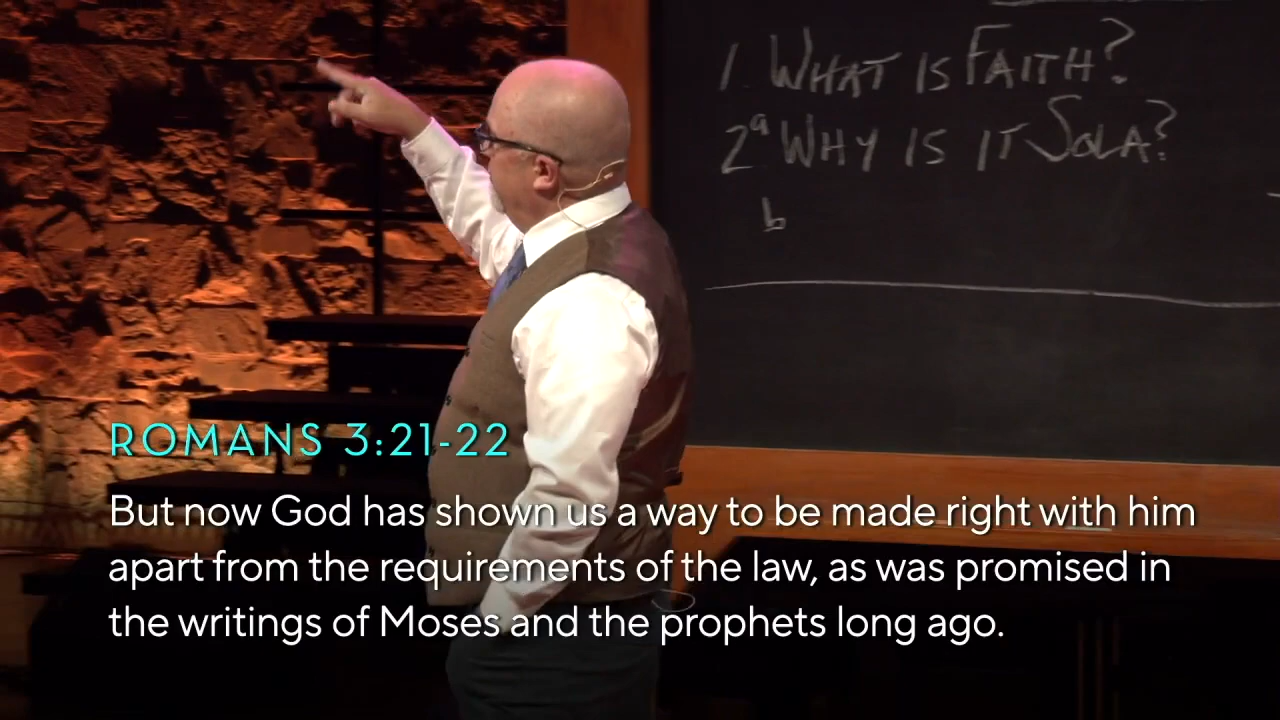 1. WHAT IS FAITH?
2a WHY IS IT SOLA?
b
ROMANS 3:21-22
But now God has shown us a way to be made right with him
apart from the requirements of the law, as was promised in
the writings of Moses and the prophets long ago.